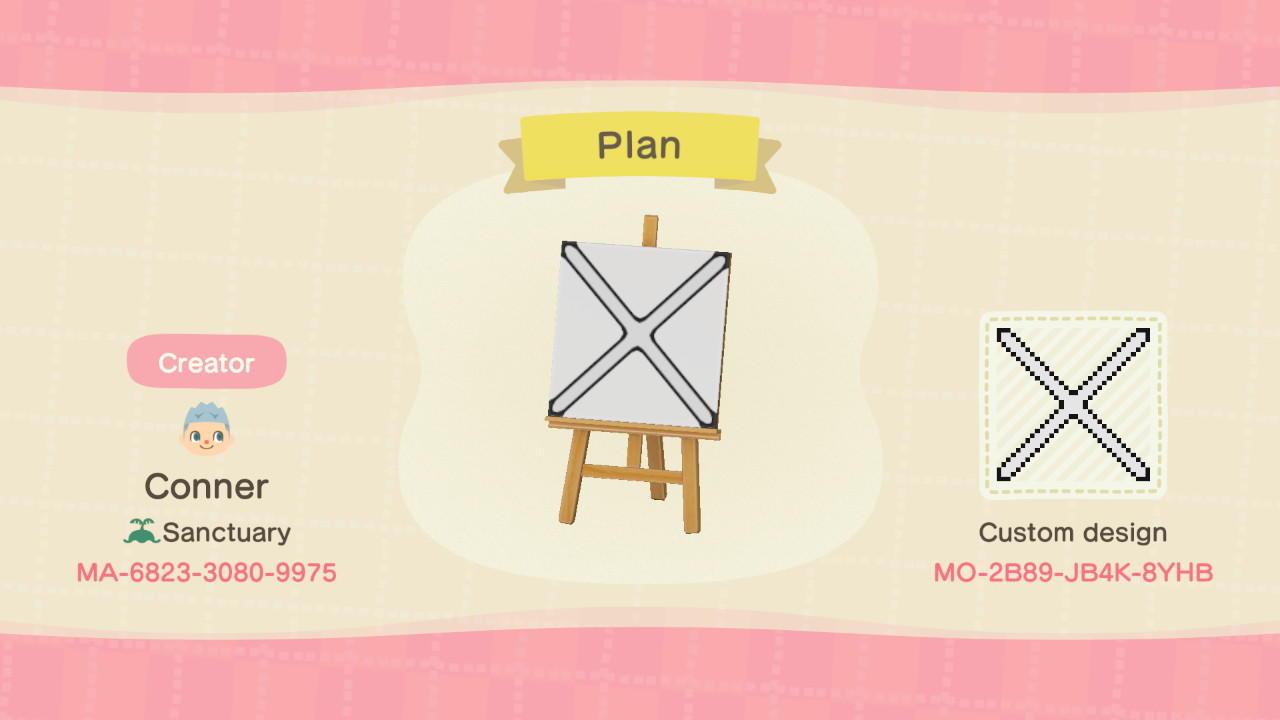 Plan
Creator
Conner
Sanctuary
MA-6823-3080-9975
Custom design
MO-2B89-JB4K-8YHB